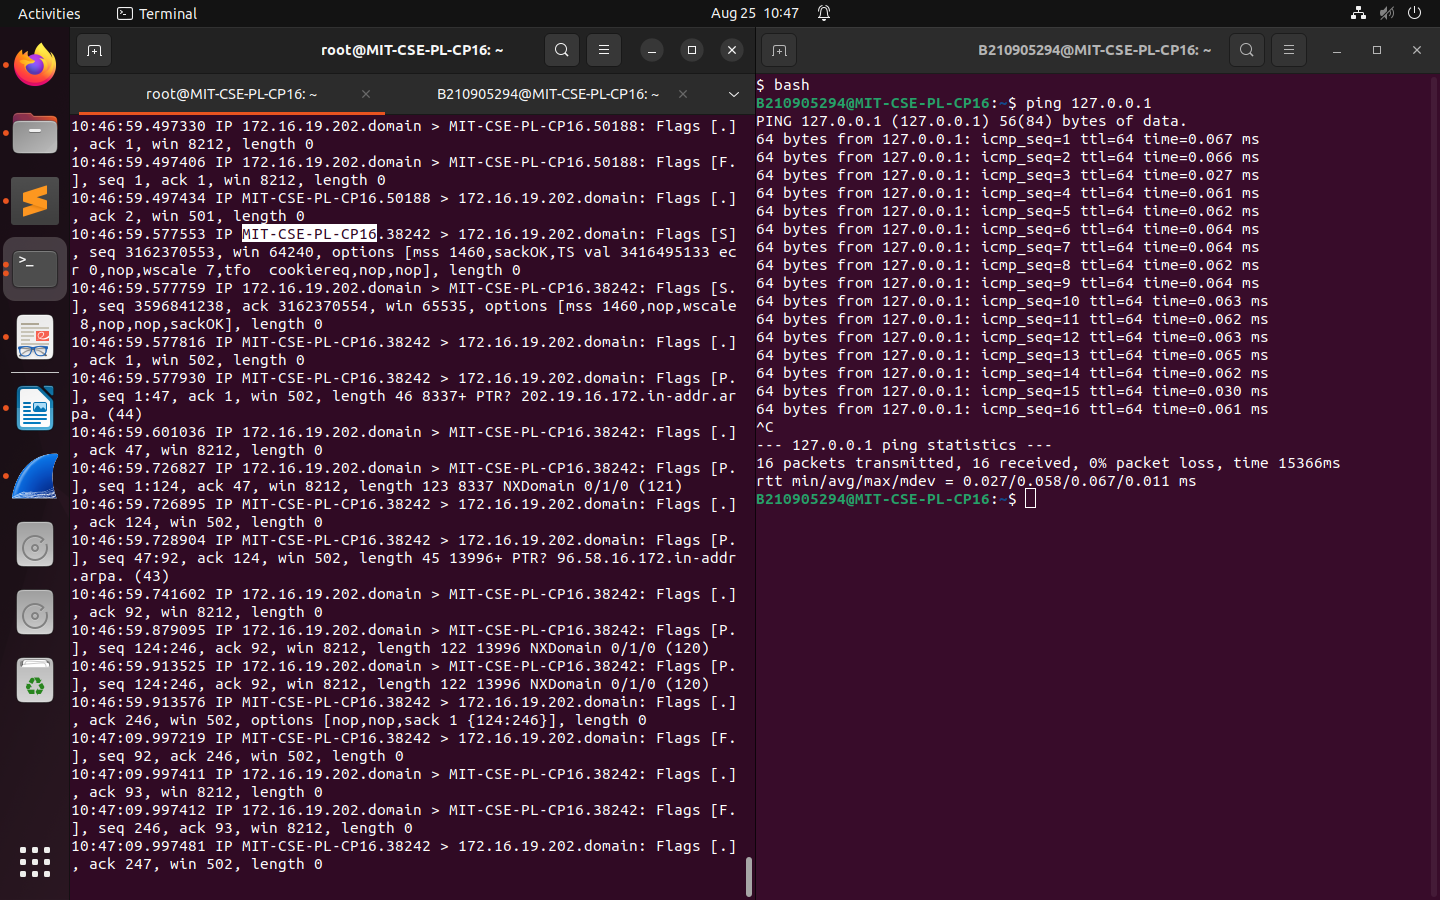 Activities
Terminal
Aug 25 10:47
root@MIT-CSE-PL-CP16: ~
root@MIT-CSE-PL-CP16: ~
B210905294@MIT-CSE-PL-CP16: ~
10:46:59.497330 IP 172.16.19.202.domain > MIT-CSE-PL-CP16.50188: Flags [.]
, ack 1, win 8212, length 0
10:46:59.497406 IP 172.16.19.202.domain > MIT-CSE-PL-CP16.50188: Flags [F.
], seq 1, ack 1, win 8212, length 0
10:46:59.497434 IP MIT-CSE-PL-CP16.50188 > 172.16.19.202.domain: Flags [.]
, ack 2, win 501, length 0
10:46:59.577553 IP MIT-CSE-PL-CP16.38242 > 172.16.19.202.domain: Flags [S]
, seq 3162370553, win 64240, options [mss 1460,sackOK,TS val 3416495133 ec
r 0,nop,wscale 7,tfo  cookiereq,nop,nop], length 0
10:46:59.577759 IP 172.16.19.202.domain > MIT-CSE-PL-CP16.38242: Flags [S.
], seq 3596841238, ack 3162370554, win 65535, options [mss 1460,nop,wscale
 8,nop,nop,sackOK], length 0
10:46:59.577816 IP MIT-CSE-PL-CP16.38242 > 172.16.19.202.domain: Flags [.]
, ack 1, win 502, length 0
10:46:59.577930 IP MIT-CSE-PL-CP16.38242 > 172.16.19.202.domain: Flags [P.
], seq 1:47, ack 1, win 502, length 46 8337+ PTR? 202.19.16.172.in-addr.ar
pa. (44)
10:46:59.601036 IP 172.16.19.202.domain > MIT-CSE-PL-CP16.38242: Flags [.]
, ack 47, win 8212, length 0
10:46:59.726827 IP 172.16.19.202.domain > MIT-CSE-PL-CP16.38242: Flags [P.
], seq 1:124, ack 47, win 8212, length 123 8337 NXDomain 0/1/0 (121)
10:46:59.726895 IP MIT-CSE-PL-CP16.38242 > 172.16.19.202.domain: Flags [.]
, ack 124, win 502, length 0
10:46:59.728904 IP MIT-CSE-PL-CP16.38242 > 172.16.19.202.domain: Flags [P.
], seq 47:92, ack 124, win 502, length 45 13996+ PTR? 96.58.16.172.in-addr
.arpa. (43)
10:46:59.741602 IP 172.16.19.202.domain > MIT-CSE-PL-CP16.38242: Flags [.]
, ack 92, win 8212, length 0
10:46:59.879095 IP 172.16.19.202.domain > MIT-CSE-PL-CP16.38242: Flags [P.
], seq 124:246, ack 92, win 8212, length 122 13996 NXDomain 0/1/0 (120)
10:46:59.913525 IP 172.16.19.202.domain > MIT-CSE-PL-CP16.38242: Flags [P.
], seq 124:246, ack 92, win 8212, length 122 13996 NXDomain 0/1/0 (120)
10:46:59.913576 IP MIT-CSE-PL-CP16.38242 > 172.16.19.202.domain: Flags [.]
, ack 246, win 502, options [nop,nop,sack 1 {124:246}], length 0
10:47:09.997219 IP MIT-CSE-PL-CP16.38242 > 172.16.19.202.domain: Flags [F.
], seq 92, ack 246, win 502, length 0
10:47:09.997411 IP 172.16.19.202.domain > MIT-CSE-PL-CP16.38242: Flags [.]
, ack 93, win 8212, length 0
10:47:09.997412 IP 172.16.19.202.domain > MIT-CSE-PL-CP16.38242: Flags [F.
], seq 246, ack 93, win 8212, length 0
10:47:09.997481 IP MIT-CSE-PL-CP16.38242 > 172.16.19.202.domain: Flags [.]
, ack 247, win 502, length 0
B210905294@MIT-CSE-PL-CP16: ~
$ bash
B210905294@MIT-CSE-PL-CP16:~$ ping 127.0.0.1
PING 127.0.0.1 (127.0.0.1) 56(84) bytes of data.
64 bytes from 127.0.0.1: icmp_seq=1 ttl=64 time=0.067 ms
64 bytes from 127.0.0.1: icmp_seq=2 ttl=64 time=0.066 ms
64 bytes from 127.0.0.1: icmp_seq=3 ttl=64 time=0.027 ms
64 bytes from 127.0.0.1: icmp_seq=4 ttl=64 time=0.061 ms
64 bytes from 127.0.0.1: icmp_seq=5 ttl=64 time=0.062 ms
64 bytes from 127.0.0.1: icmp_seq=6 ttl=64 time=0.064 ms
64 bytes from 127.0.0.1: icmp_seq=7 ttl=64 time=0.064 ms
64 bytes from 127.0.0.1: icmp_seq=8 ttl=64 time=0.062 ms
64 bytes from 127.0.0.1: icmp_seq=9 ttl=64 time=0.064 ms
64 bytes from 127.0.0.1: icmp_seq=10 ttl=64 time=0.063 ms
64 bytes from 127.0.0.1: icmp_seq=11 ttl=64 time=0.062 ms
64 bytes from 127.0.0.1: icmp_seq=12 ttl=64 time=0.063 ms
64 bytes from 127.0.0.1: icmp_seq=13 ttl=64 time=0.065 ms
64 bytes from 127.0.0.1: icmp_seq=14 ttl=64 time=0.062 ms
64 bytes from 127.0.0.1: icmp_seq=15 ttl=64 time=0.030 ms
64 bytes from 127.0.0.1: icmp_seq=16 ttl=64 time=0.061 ms
^C
--- 127.0.0.1 ping statistics ---
16 packets transmitted, 16 received, 0% packet loss, time 15366ms
rtt min/avg/max/mdev = 0.027/0.058/0.067/0.011 ms
B210905294@MIT-CSE-PL-CP16:~$